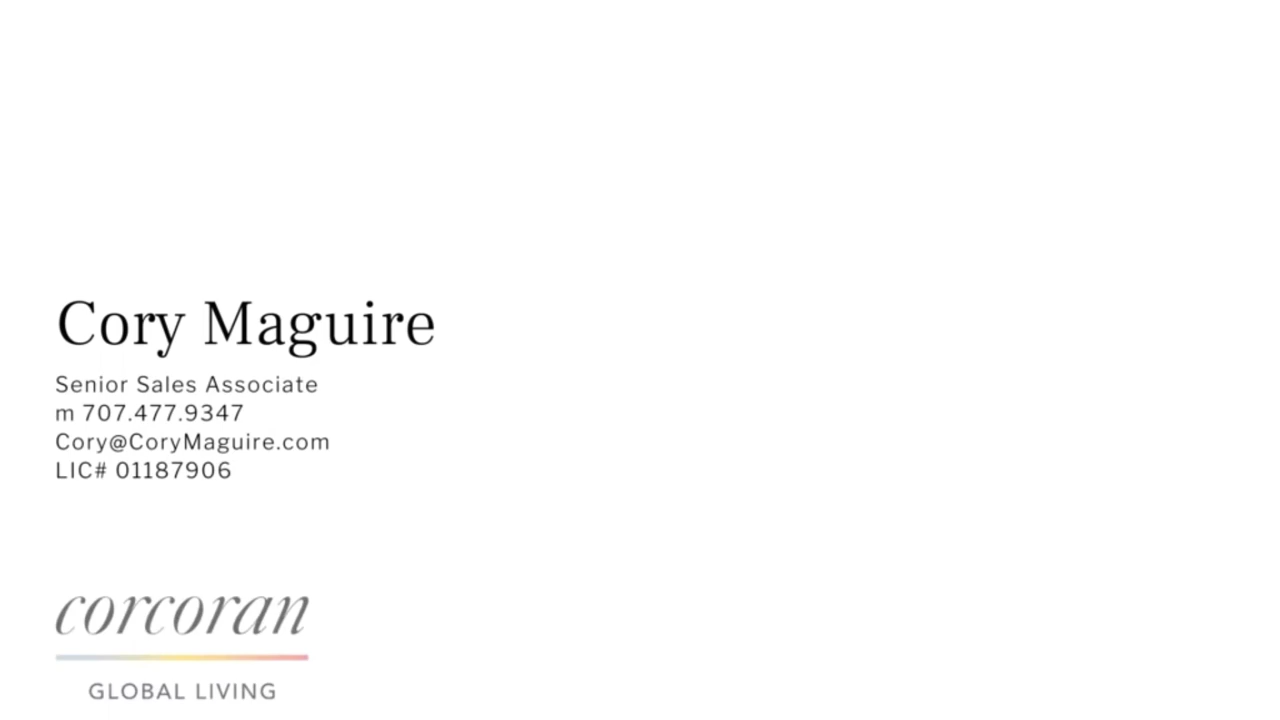 Cory Maguire
Senior Sales Associate
m 707.477.9347
Cory@CoryMaguire.com
LIC# 01187906
corcoran
GLOBAL LIVING